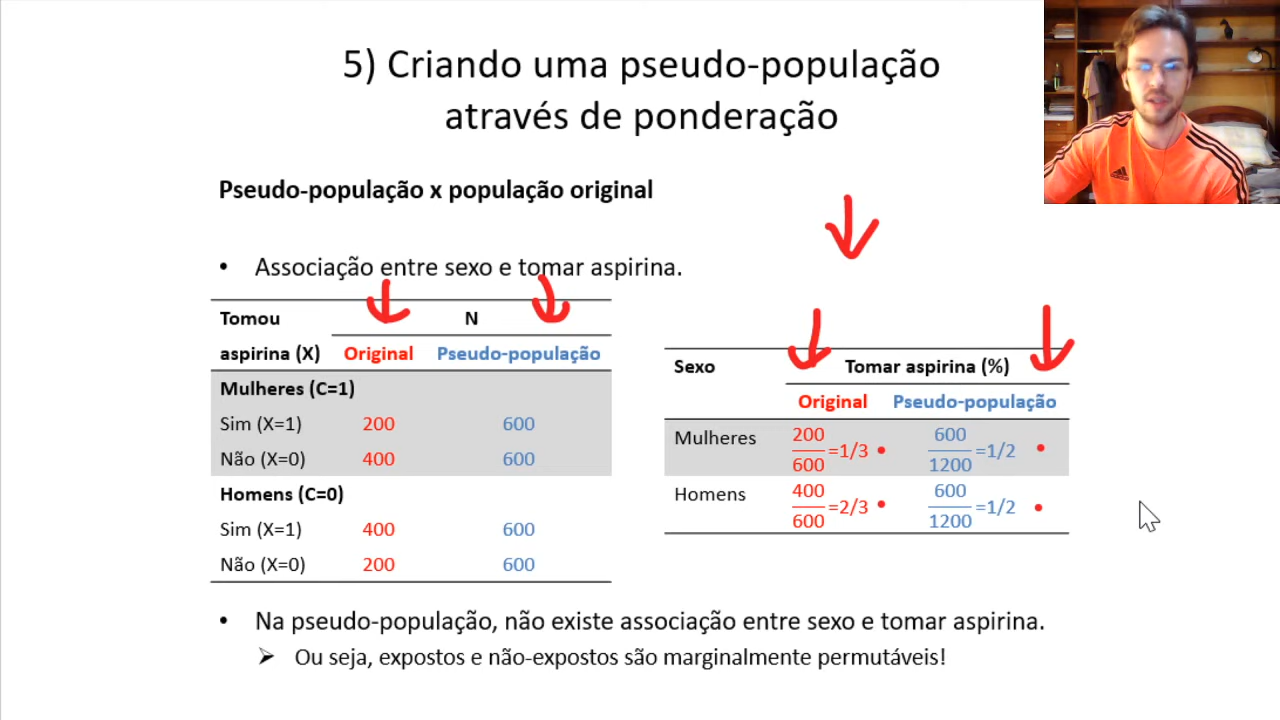 5) Criando uma pseudo-população
através de ponderação
Pseudo-população x população original
• Associação entre sexo e tomar aspirina.
Tomou aspirina (X) N
Original Pseudo-população
Mulheres (C=1)
Sim (X=1) 200 600
Não (X=0) 400 600
Homens (C=0)
Sim (X=1) 400 600
Não (X=0) 200 600
Sexo Tomar aspirina (%)
Original Pseudo-população
Mulheres 200/600=1/3 600/1200=1/2
Homens 400/600=2/3 600/1200=1/2
• Na pseudo-população, não existe associação entre sexo e tomar aspirina.
➢ Ou seja, expostos e não-expostos são marginalmente permutáveis!